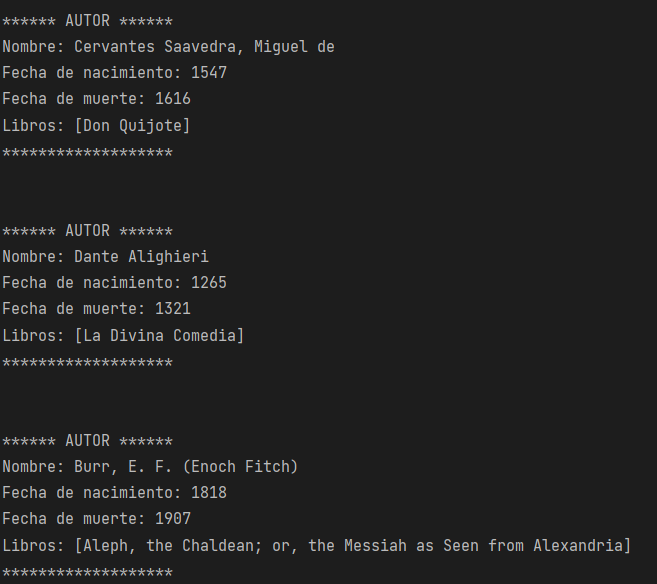 ****** AUTOR ******
Nombre: Cervantes Saavedra, Miguel de
Fecha de nacimiento: 1547
Fecha de muerte: 1616
Libros: [Don Quijote]
*******************
****** AUTOR ******
Nombre: Dante Alighieri
Fecha de nacimiento: 1265
Fecha de muerte: 1321
Libros: [La Divina Comedia]
*******************
****** AUTOR ******
Nombre: Burr, E. F. (Enoch Fitch)
Fecha de nacimiento: 1818
Fecha de muerte: 1907
Libros: [Aleph, the Chaldean; or, the Messiah as Seen from Alexandria]
*******************